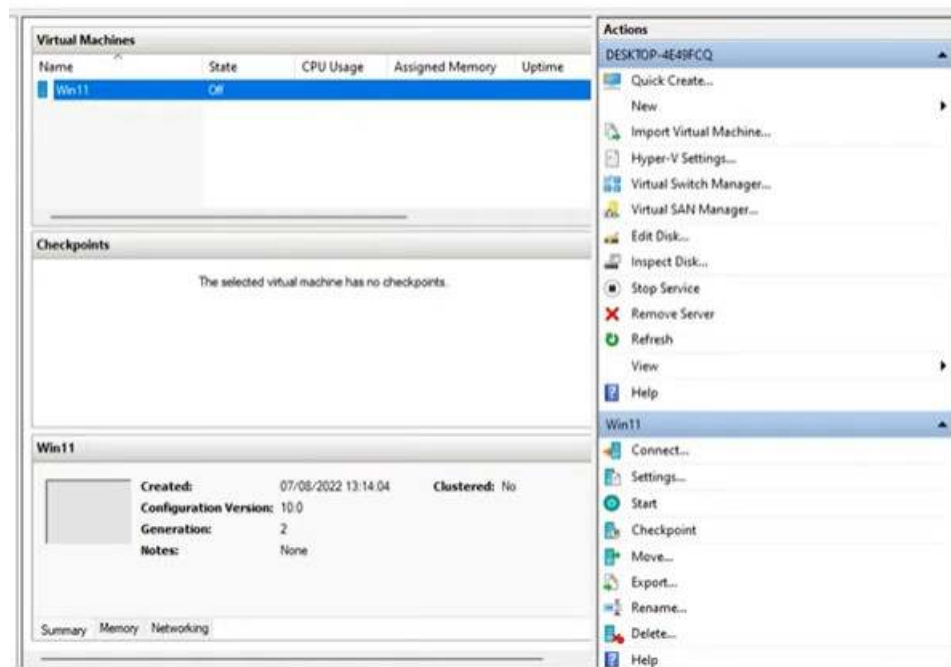 Virtual Machines
Name State CPU Usage Assigned Memory Uptime
Win11 Off
Checkpoints
The selected virtual machine has no checkpoints.
Win11
Created: 07/08/2022 13:14:04 Clustered: No
Configuration Version: 10.0
Generation: 2
Notes: None
Summary Memory Networking
Actions
DESKTOP-4E49FCQ
Quick Create...
New
Import Virtual Machine...
Hyper-V Settings...
Virtual Switch Manager...
Virtual SAN Manager...
Edit Disk...
Inspect Disk...
Stop Service
Remove Server
Refresh
View
Help
Win11
Connect...
Settings...
Start
Checkpoint
Move...
Export...
Rename...
Delete...
Help